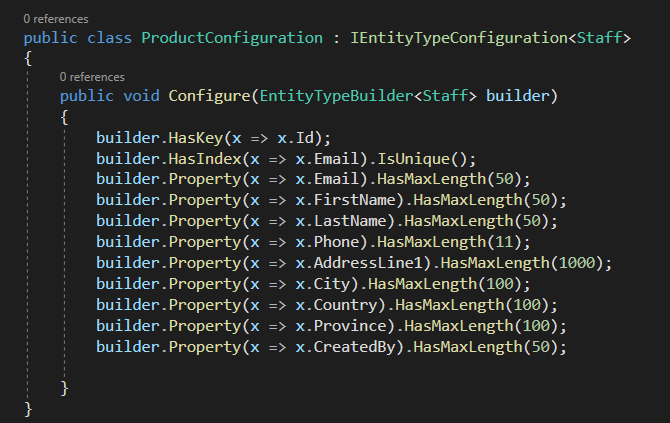 0 references
public class ProductConfiguration : IEntityTypeConfiguration<Staff>
{
0 references
public void Configure(EntityTypeBuilder<Staff> builder)
{
builder.HasKey(x => x.Id);
builder.HasIndex(x => x.Email).IsUnique();
builder.Property(x => x.Email).HasMaxLength(50);
builder.Property(x => x.FirstName).HasMaxLength(50);
builder.Property(x => x.LastName).HasMaxLength(50);
builder.Property(x => x.Phone).HasMaxLength(11);
builder.Property(x => x.AddressLine1).HasMaxLength(1000);
builder.Property(x => x.City).HasMaxLength(100);
builder.Property(x => x.Country).HasMaxLength(100);
builder.Property(x => x.Province).HasMaxLength(100);
builder.Property(x => x.CreatedBy).HasMaxLength(50);
}
}